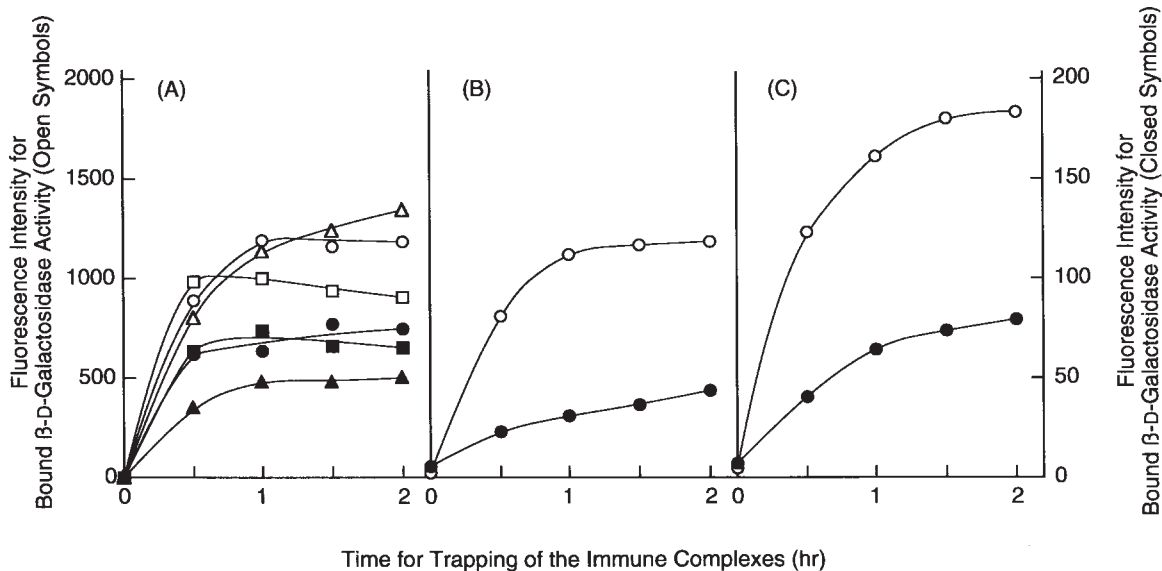 Fluorescence Intensity for
Bound ß-D-Galactosidase Activity (Open Symbols)
2000
1500
1000
500
0
(A)
(B)
(C)
200
150
100
50
0
0
1
2
0
1
2
0
1
2
Fluorescence Intensity for
Bound ß-D-Galactosidase Activity (Closed Symbols)
Time for Trapping of the Immune Complexes (hr)